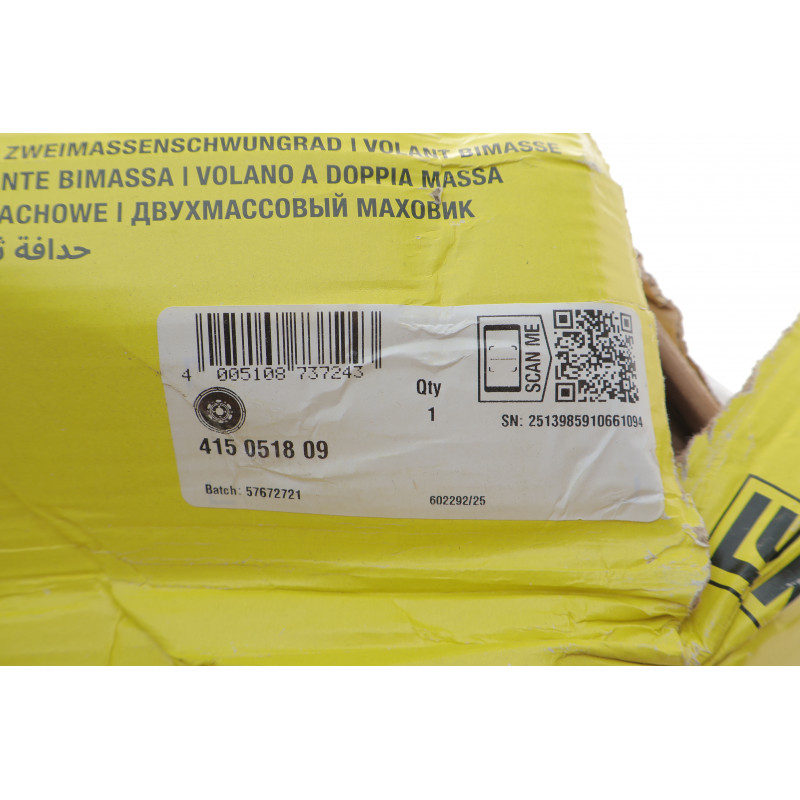 ZWEIMASSENSCHWUNGRAD | VOLANT BIMASSE
NTE BIMASSA | VOLANO A DOPPIA MASSA
ACHOWE | ДВУХМАССОВЫЙ МАХОВИК
حدافة
4 005108 737243
Qty
1
SCAN ME
SN: 2513985910661094
415 0518 09
Batch: 57672721
602292/25